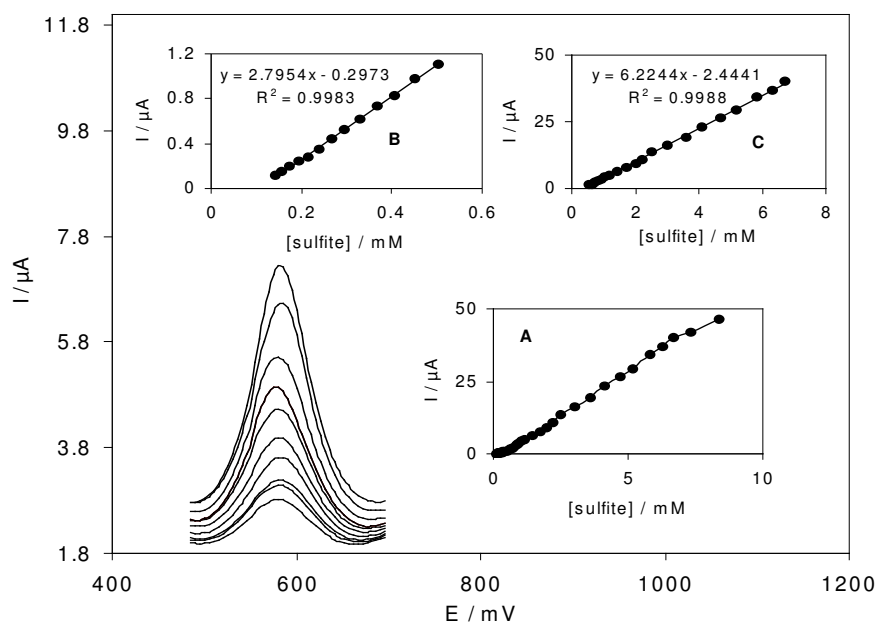 11.8
9.8
7.8
5.8
3.8
1.8
I / µA
400
600
800
1000
1200
E / mV
1.2
0.8
0.4
0
I / µA
y = 2.7954x - 0.2973
R² = 0.9983
B
0
0.2
0.4
0.6
[sulfite] / mM
50
25
0
I / µA
y = 6.2244x - 2.4441
R² = 0.9988
C
0
2
4
6
8
[sulfite] / mM
50
25
0
I / µA
A
0
5
10
[sulfite] / mM